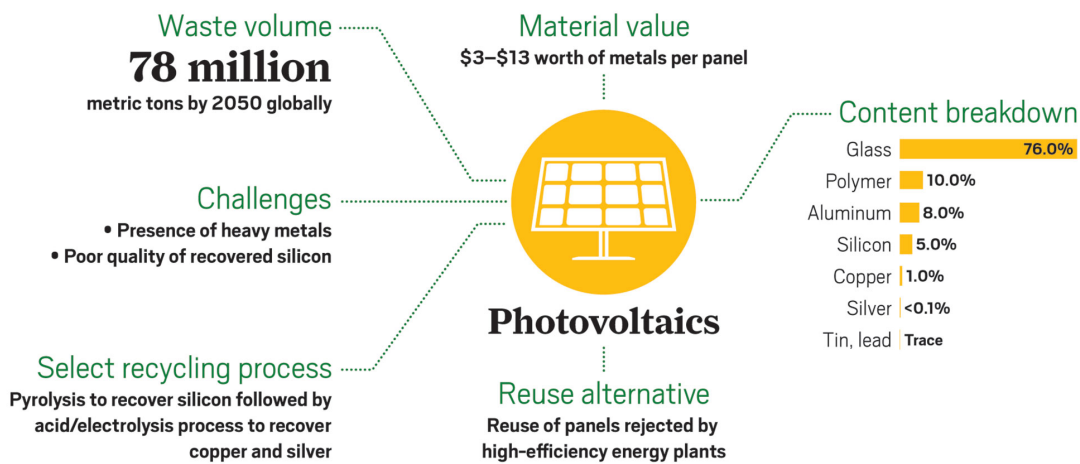 Waste volume
78 million
metric tons by 2050 globally
Material value
$3–$13 worth of metals per panel
Content breakdown
Glass 76.0%
Polymer 10.0%
Aluminum 8.0%
Silicon 5.0%
Copper 1.0%
Silver <0.1%
Tin, lead Trace
Challenges
• Presence of heavy metals
• Poor quality of recovered silicon
Photovoltaics
Select recycling process
Pyrolysis to recover silicon followed by
acid/electrolysis process to recover
copper and silver
Reuse alternative
Reuse of panels rejected by
high-efficiency energy plants